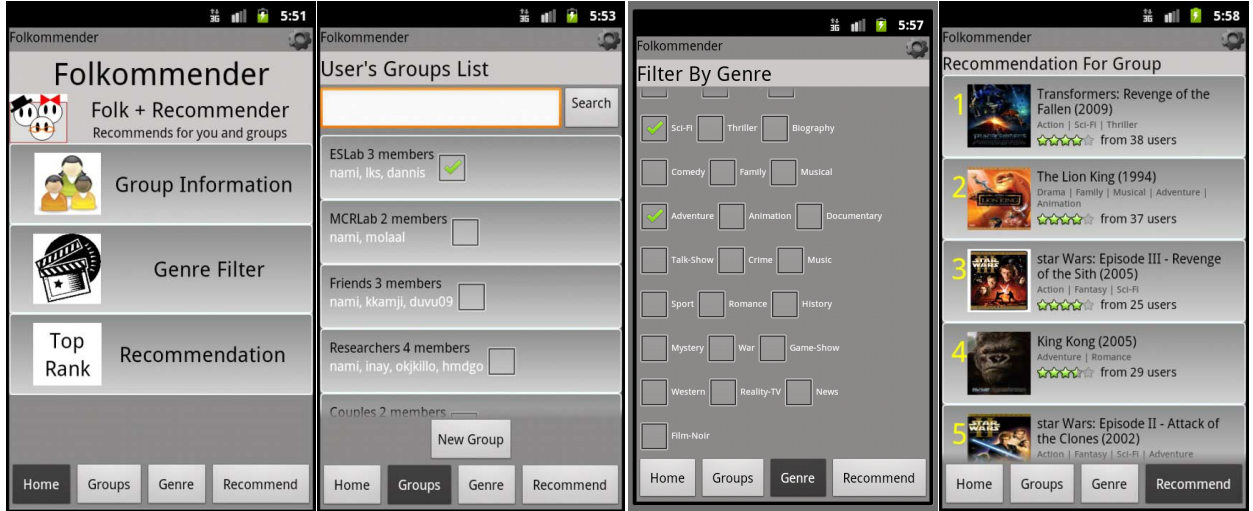 3G 5:51
Folkommender
Folkommender
Folk + Recommender
Recommends for you and groups
Group Information
Genre Filter
Top
Rank
Recommendation
Home Groups Genre Recommend
3G 5:53
Folkommender
User's Groups List
Search
ESLab 3 members
nami, lks, dannis
MCRLab 2 members
nami, molaal
Friends 3 members
nami, kkamji, duvu09
Researchers 4 members
nami, inay, okjkillo, hmdgo
Couples 2 members
New Group
Home Groups Genre Recommend
3G 5:57
Folkommender
Filter By Genre
Sci-Fi Thriller Biography
Comedy Family Musical
Adventure Animation Documentary
Talk-Show Crime Music
Sport Romance History
Mystery War Game-Show
Western Reality-TV News
Film-Noir
Home Groups Genre Recommend
3G 5:58
Folkommender
Recommendation For Group
1
Transformers: Revenge of the
Fallen (2009)
Action | Sci-Fi | Thriller
from 38 users
2
The Lion King (1994)
Drama | Family | Musical | Adventure |
Animation
from 37 users
3
star Wars: Episode III - Revenge
of the Sith (2005)
Action | Fantasy | Sci-Fi
from 25 users
4
King Kong (2005)
Adventure | Romance
from 29 users
5
star Wars: Episode II - Attack of
the Clones (2002)
Action | Fantasy | Sci-Fi | Adventure
Home Groups Genre Recommend